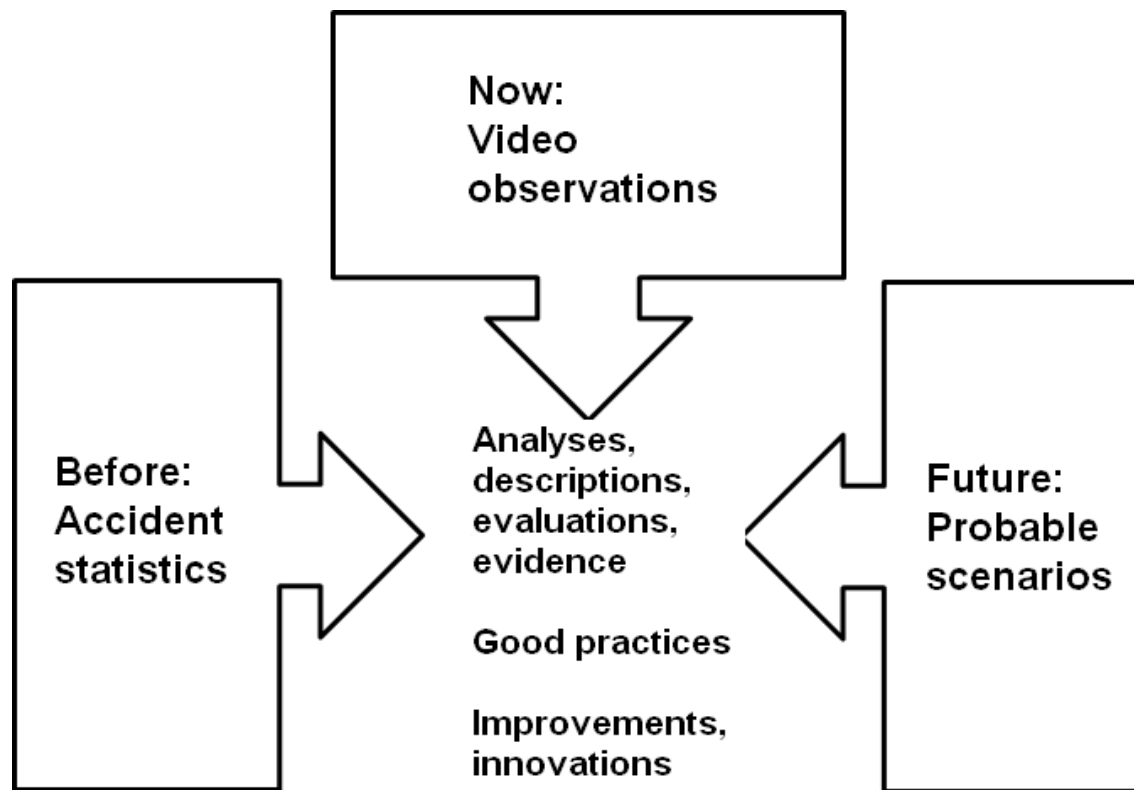 Now:
Video
observations
Before:
Accident
statistics
Analyses,
descriptions,
evaluations,
evidence
Good practices
Improvements,
innovations
Future:
Probable
scenarios